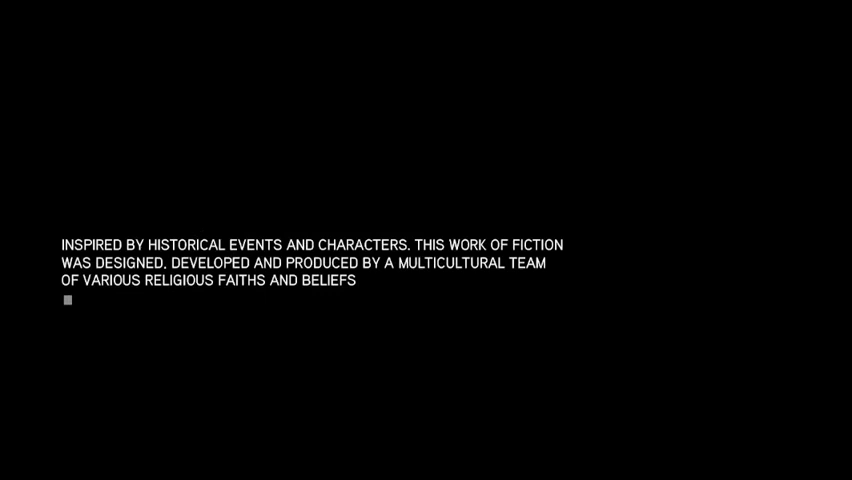 INSPIRED BY HISTORICAL EVENTS AND CHARACTERS. THIS WORK OF FICTION
WAS DESIGNED, DEVELOPED AND PRODUCED BY A MULTICULTURAL TEAM
OF VARIOUS RELIGIOUS FAITHS AND BELIEFS